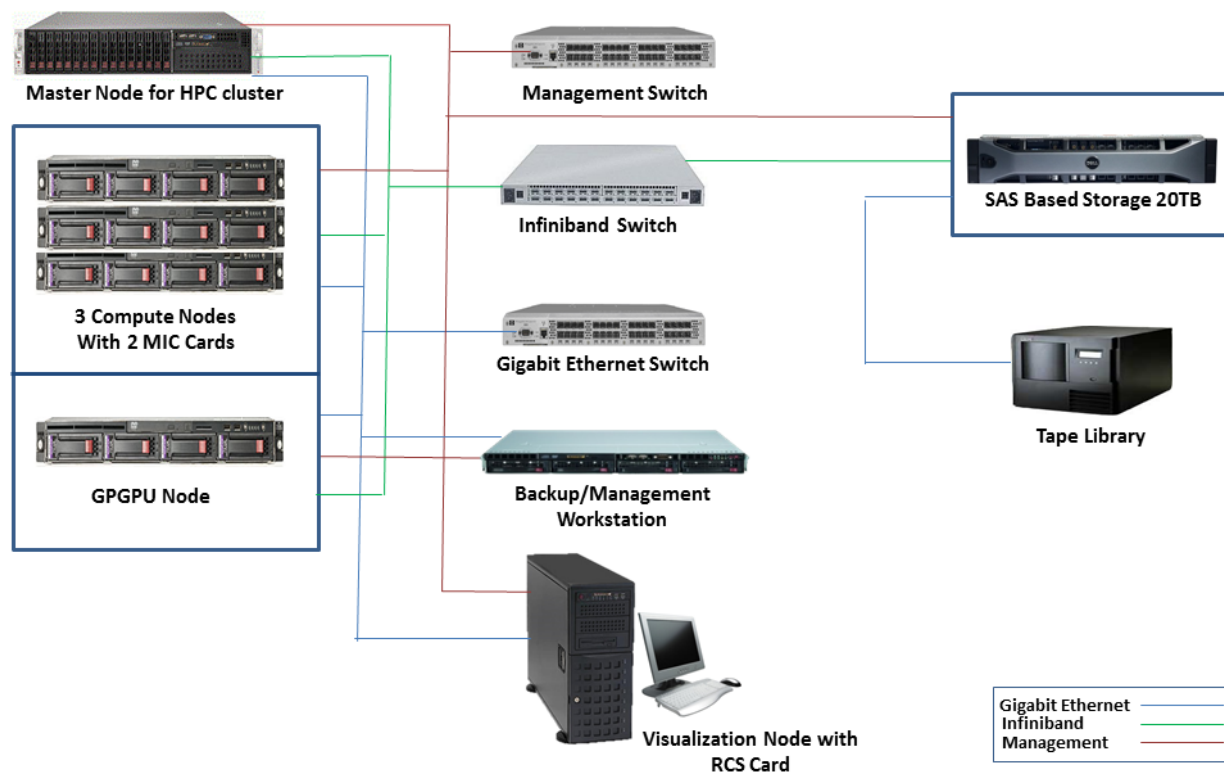 Master Node for HPC cluster
Management Switch
3 Compute Nodes
With 2 MIC Cards
Infiniband Switch
SAS Based Storage 20TB
Gigabit Ethernet Switch
GPGPU Node
Backup/Management
Workstation
Tape Library
Visualization Node with
RCS Card
Gigabit Ethernet
Infiniband
Management
DELL